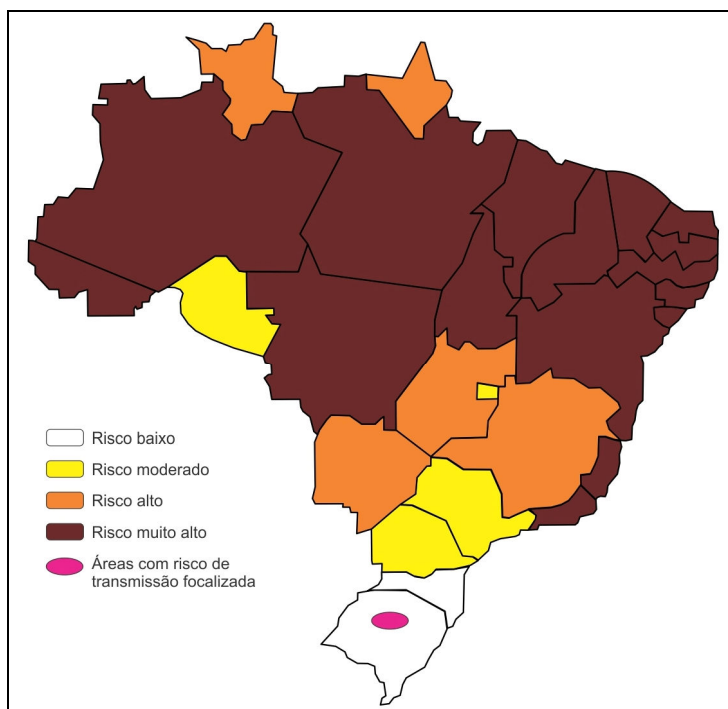 Risco baixo
Risco moderado
Risco alto
Risco muito alto
Áreas com risco de
transmissão focalizada